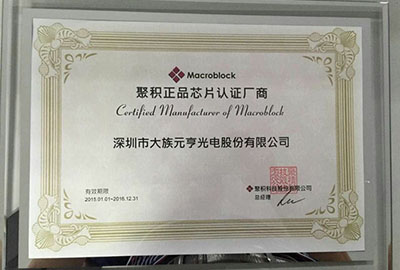 Macroblock
聚积正品芯片认证厂商
Certified Manufacturer of Macroblock
深圳市大族元亨光电股份有限公司
有效期限
2015.01.01~2016.12.31
聚积科技股份有限公司
总经理